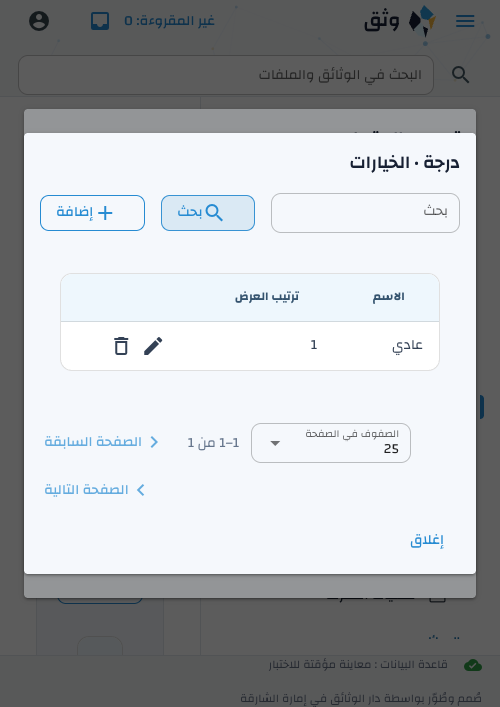 وثق
غير المقروءة: 0
البحث في الوثائق والملفات
درجة • الخيارات
بحث
بحث
إضافة
الاسم ترتيب العرض
عادي 1
الصفوف في الصفحة
25
1–1 من 1
الصفحة السابقة
الصفحة التالية
إغلاق
قاعدة البيانات : معاينة مؤقتة للاختبار
صُمم وطُوّر بواسطة دار الوثائق في إمارة الشارقة